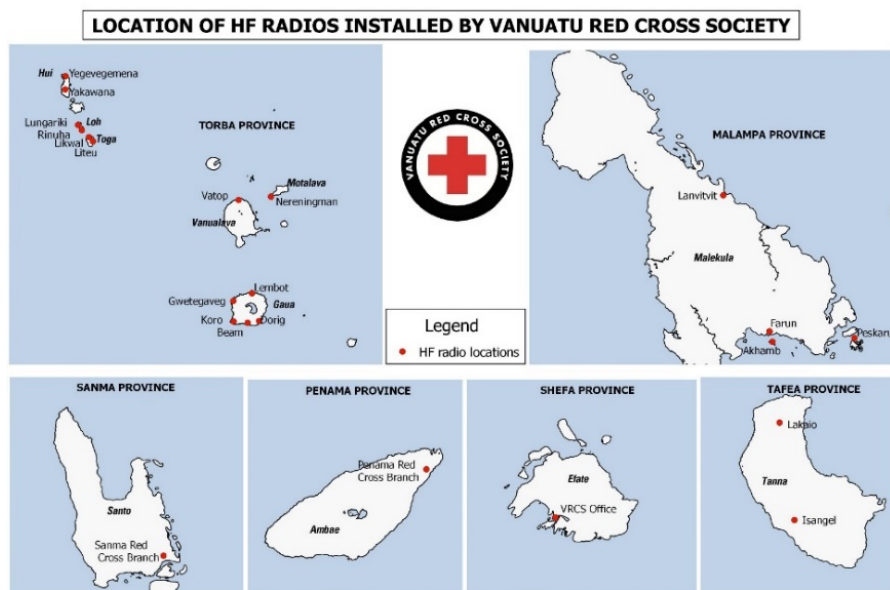 LOCATION OF HF RADIOS INSTALLED BY VANUATU RED CROSS SOCIETY
Hui
Yegevegemena
Yakawana
Lungariki
Loh
Rinuha
Toga
Likwal
Liteu
TORBA PROVINCE
Motalava
Vatop
Nereningman
Vanualava
Lembot
Gwetegaveg
Gaua
Koro
Dorig
Beam
VANUATU RED CROSS SOCIETY
Legend
HF radio locations
MALAMPA PROVINCE
Lanvitvit
Malekula
Farun
Peskarus
Akhamb
SANMA PROVINCE
Santo
Sanma Red
Cross Branch
PENAMA PROVINCE
Penama Red
Cross Branch
Ambae
SHEFA PROVINCE
Efate
VRCS Office
TAFEA PROVINCE
Lakaio
Tanna
Isangel